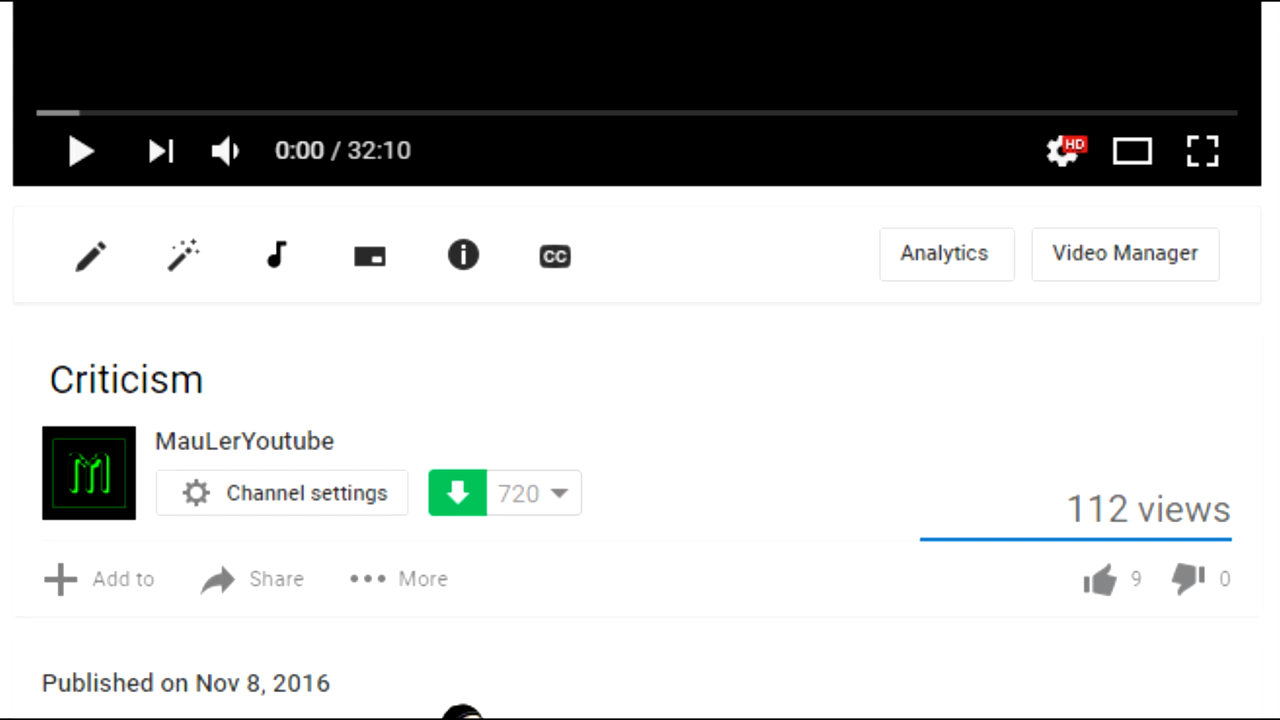 0:00 / 32:10
HD
CC
Analytics
Video Manager
Criticism
M
MauLerYoutube
Channel settings
720
112 views
Add to
Share
More
9
0
Published on Nov 8, 2016